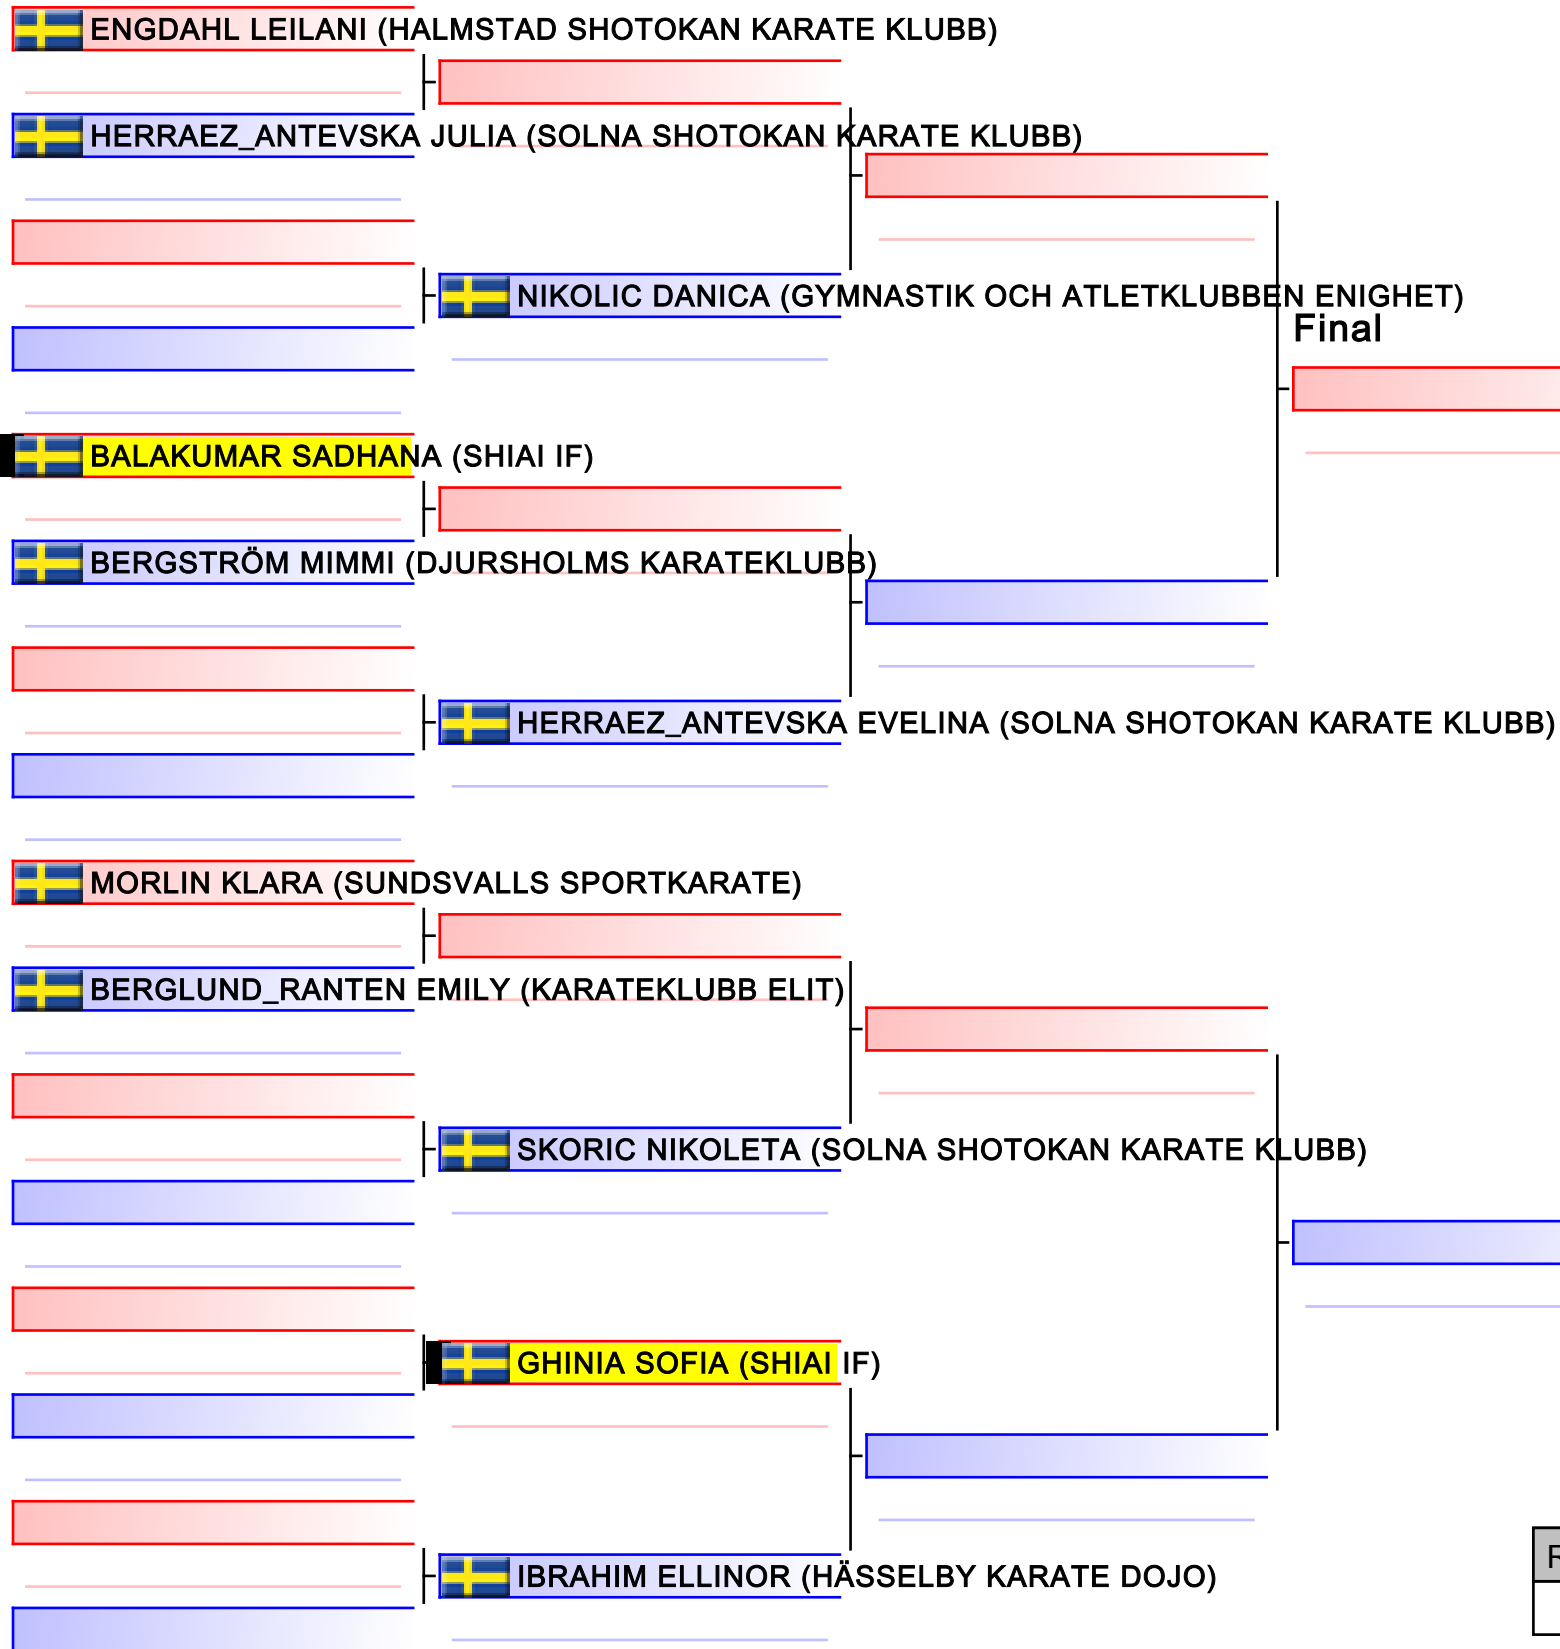 ENGDAHL LEILANI (HALMSTAD SHOTOKAN KARATE KLUBB)
HERRAEZ_ANTEVSKA JULIA (SOLNA SHOTOKAN KARATE KLUBB)
NIKOLIC DANICA (GYMNASTIK OCH ATLETKLUBBEN ENIGHET)
Final
BALAKUMAR SADHANA (SHIAI IF)
BERGSTRÖM MIMMI (DJURSHOLMS KARATEKLUBB)
HERRAEZ_ANTEVSKA EVELINA (SOLNA SHOTOKAN KARATE KLUBB)
MORLIN KLARA (SUNDSVALLS SPORTKARATE)
BERGLUND_RANTEN EMILY (KARATEKLUBB ELIT)
SKORIC NIKOLETA (SOLNA SHOTOKAN KARATE KLUBB)
GHINIA SOFIA (SHIAI IF)
IBRAHIM ELLINOR (HÄSSELBY KARATE DOJO)